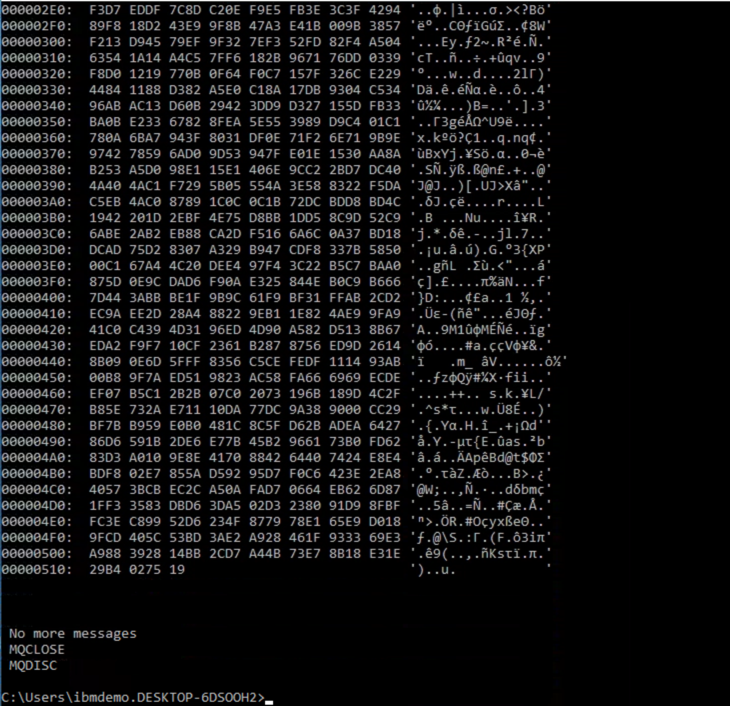 000002E0:  F3D7 EDDF 7C8D C20E F9E5 FB3E 3C3F 4294 '..φ.|ì...σ.><?Bö'
000002F0:  89F8 18D2 43E9 9F8B 47A3 E41B 009B 3857 'ë°..CΘƒïGúΣ..¢8W'
00000300:  F213 D945 79EF 9F32 7EF3 52FD 82F4 A504 '...Ey.ƒ2~.R²é.Ñ.'
00000310:  6354 1A14 A4C5 7FF6 182B 9671 76DD 0339 'cT..ñ..÷.+ûqv..9'
00000320:  F8D0 1219 770B 0F64 F0C7 157F 326C E229 '°...w..d....2lΓ)'
00000330:  4484 1188 D382 A5E0 C18A 17DB 9304 C534 'Dä.ê.éÑα.è..ô..4'
00000340:  96AB AC13 D60B 2942 3DD9 D327 155D FB33 'û½¼...)B=..'.].3'
00000350:  BA0B E233 6782 8FEA 5E55 3989 D9C4 01C1 '..Γ3géÅΩ^U9ë....'
00000360:  780A 6BA7 943F 8031 DF0E 71F2 6E71 9B9E 'x.kºö?Ç1..q.nq¢.'
00000370:  9742 7859 6AD0 9D53 947F E01E 1530 AA8A 'ùBxYj.¥Sö.α..0¬è'
00000380:  B253 A5D0 98E1 15E1 406E 9CC2 2BD7 DC40 '.SÑ.ÿß.ß@n£.+..@'
00000390:  4A40 4AC1 F729 5B05 554A 3E58 8322 F5DA 'J@J..)[.UJ>Xâ"..'
000003A0:  C5EB 4AC0 8789 1C0C 0C1B 72DC BDD8 BD4C '.δJ.çë....r....L'
000003B0:  1942 201D 2EBF 4E75 D8BB 1DD5 8C9D 52C9 '.B ...Nu....î¥R.'
000003C0:  6ABE 2AB2 EB88 CA2D F516 6A6C 0A37 BD18 'j.*.δê.-..jl.7..'
000003D0:  DCAD 75D2 8307 A329 B947 CDF8 337B 5850 '.¡u.â.ú).G.°3{XP'
000003E0:  00C1 67A4 4C20 DEE4 97F4 3C22 B5C7 BAA0 '..gñL .Σù.<"...á'
000003F0:  875D 0E9C DAD6 F90A E325 844E B0C9 B666 'ç].£....π%äN...f'
00000400:  7D44 3ABB BE1F 9B9C 61F9 BF31 FFAB 2CD2 '}D:...¢£a..1 ½,.'
00000410:  EC9A EE2D 28A4 8822 9EB1 1E82 4AE9 9FA9 '.Üε-(ñê"...éJΘƒ.'
00000420:  41C0 C439 4D31 96ED 4D90 A582 D513 8B67 'A..9M1ûφMÉÑé..ïg'
00000430:  EDA2 F9F7 10CF 2361 B287 8756 ED9D 2614 'φó....#a.ççVφ¥&.'
00000440:  8B09 0E6D 5FFF 8356 C5CE FEDF 1114 93AB 'ï	.m_ âV......ô½'
00000450:  00B8 9F7A ED51 9823 AC58 FA66 6969 ECDE '..ƒzφQÿ#¼X·fii..'
00000460:  EF07 B5C1 2B2B 07C0 2073 196B 189D 4C2F '....++.. s.k.¥L/'
00000470:  B85E 732A E711 10DA 77DC 9A38 9000 CC29 '.^s*τ...w.Ü8É..)'
00000480:  BF7B B959 E0B0 481C 8C5F D62B ADEA 6427 '.{.Yα.H.î_.+¡Ωd''
00000490:  86D6 591B 2DE6 E77B 45B2 9661 73B0 FD62 'å.Y.-µτ{E.ûas.²b'
000004A0:  83D3 A010 9E8E 4170 8842 6440 7424 E8E4 'â.á..ÄApêBd@t$ΦΣ'
000004B0:  BDF8 02E7 855A D592 95D7 F0C6 423E 2EA8 '.°.τàZ.Æò...B>.¿'
000004C0:  4057 3BCB EC2C A50A FAD7 0664 EB62 6D87 '@W;..,Ñ.·..dδbmç'
000004D0:  1FF3 3583 DBD6 3DA5 02D3 2380 91D9 8FBF '..5â..=Ñ..#Çæ.Å.'
000004E0:  FC3E C899 52D6 234F 8779 78E1 65E9 D018 'ⁿ>.ÖR.#OçyxßeΘ..'
000004F0:  9FCD 405C 53BD 3AE2 A928 461F 9333 69E3 'ƒ.@\S.:Γ.(F.ô3iπ'
00000500:  A988 3928 14BB 2CD7 A44B 73E7 8B18 E31E '.ê9(..,.ñKsτï.π.'
00000510:  29B4 0275 19 ')..u. '
No more messages
MQCLOSE
MQDISC
C:\Users\ibmdemo.DESKTOP-6DSOOH2>